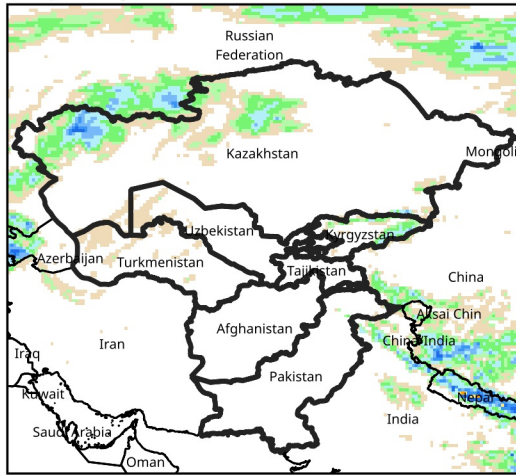 Russian
Federation
Kazakhstan
Mongoli
Uzbekistan
Kyrgyzstan
Azerbaijan
Turkmenistan
Tajikistan
China
Aksai Chin
Afghanistan
Iran
China/India
Iraq
Pakistan
Kuwait
Nepal
India
Saudi Arabia
Oman